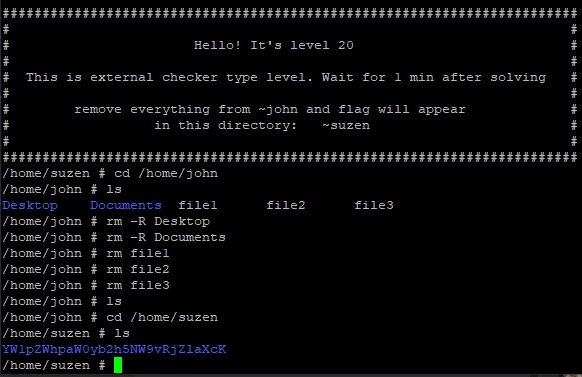 ######################################################################
#                                                                    #
#                      Hello! It's level 20                          #
#                                                                    #
#  This is external checker type level. Wait for 1 min after solving #
#                                                                    #
#        remove everything from ~john and flag will appear           #
#                  in this directory:   ~suzen                       #
#                                                                    #
######################################################################
/home/suzen # cd /home/john
/home/john # ls
Desktop    Documents  file1      file2      file3
/home/john # rm -R Desktop
/home/john # rm -R Documents
/home/john # rm file1
/home/john # rm file2
/home/john # rm file3
/home/john # ls
/home/john # cd /home/suzen
/home/suzen # ls
YWlpZWhpaW0yb2h5NW9vRjZlaXcK
/home/suzen #